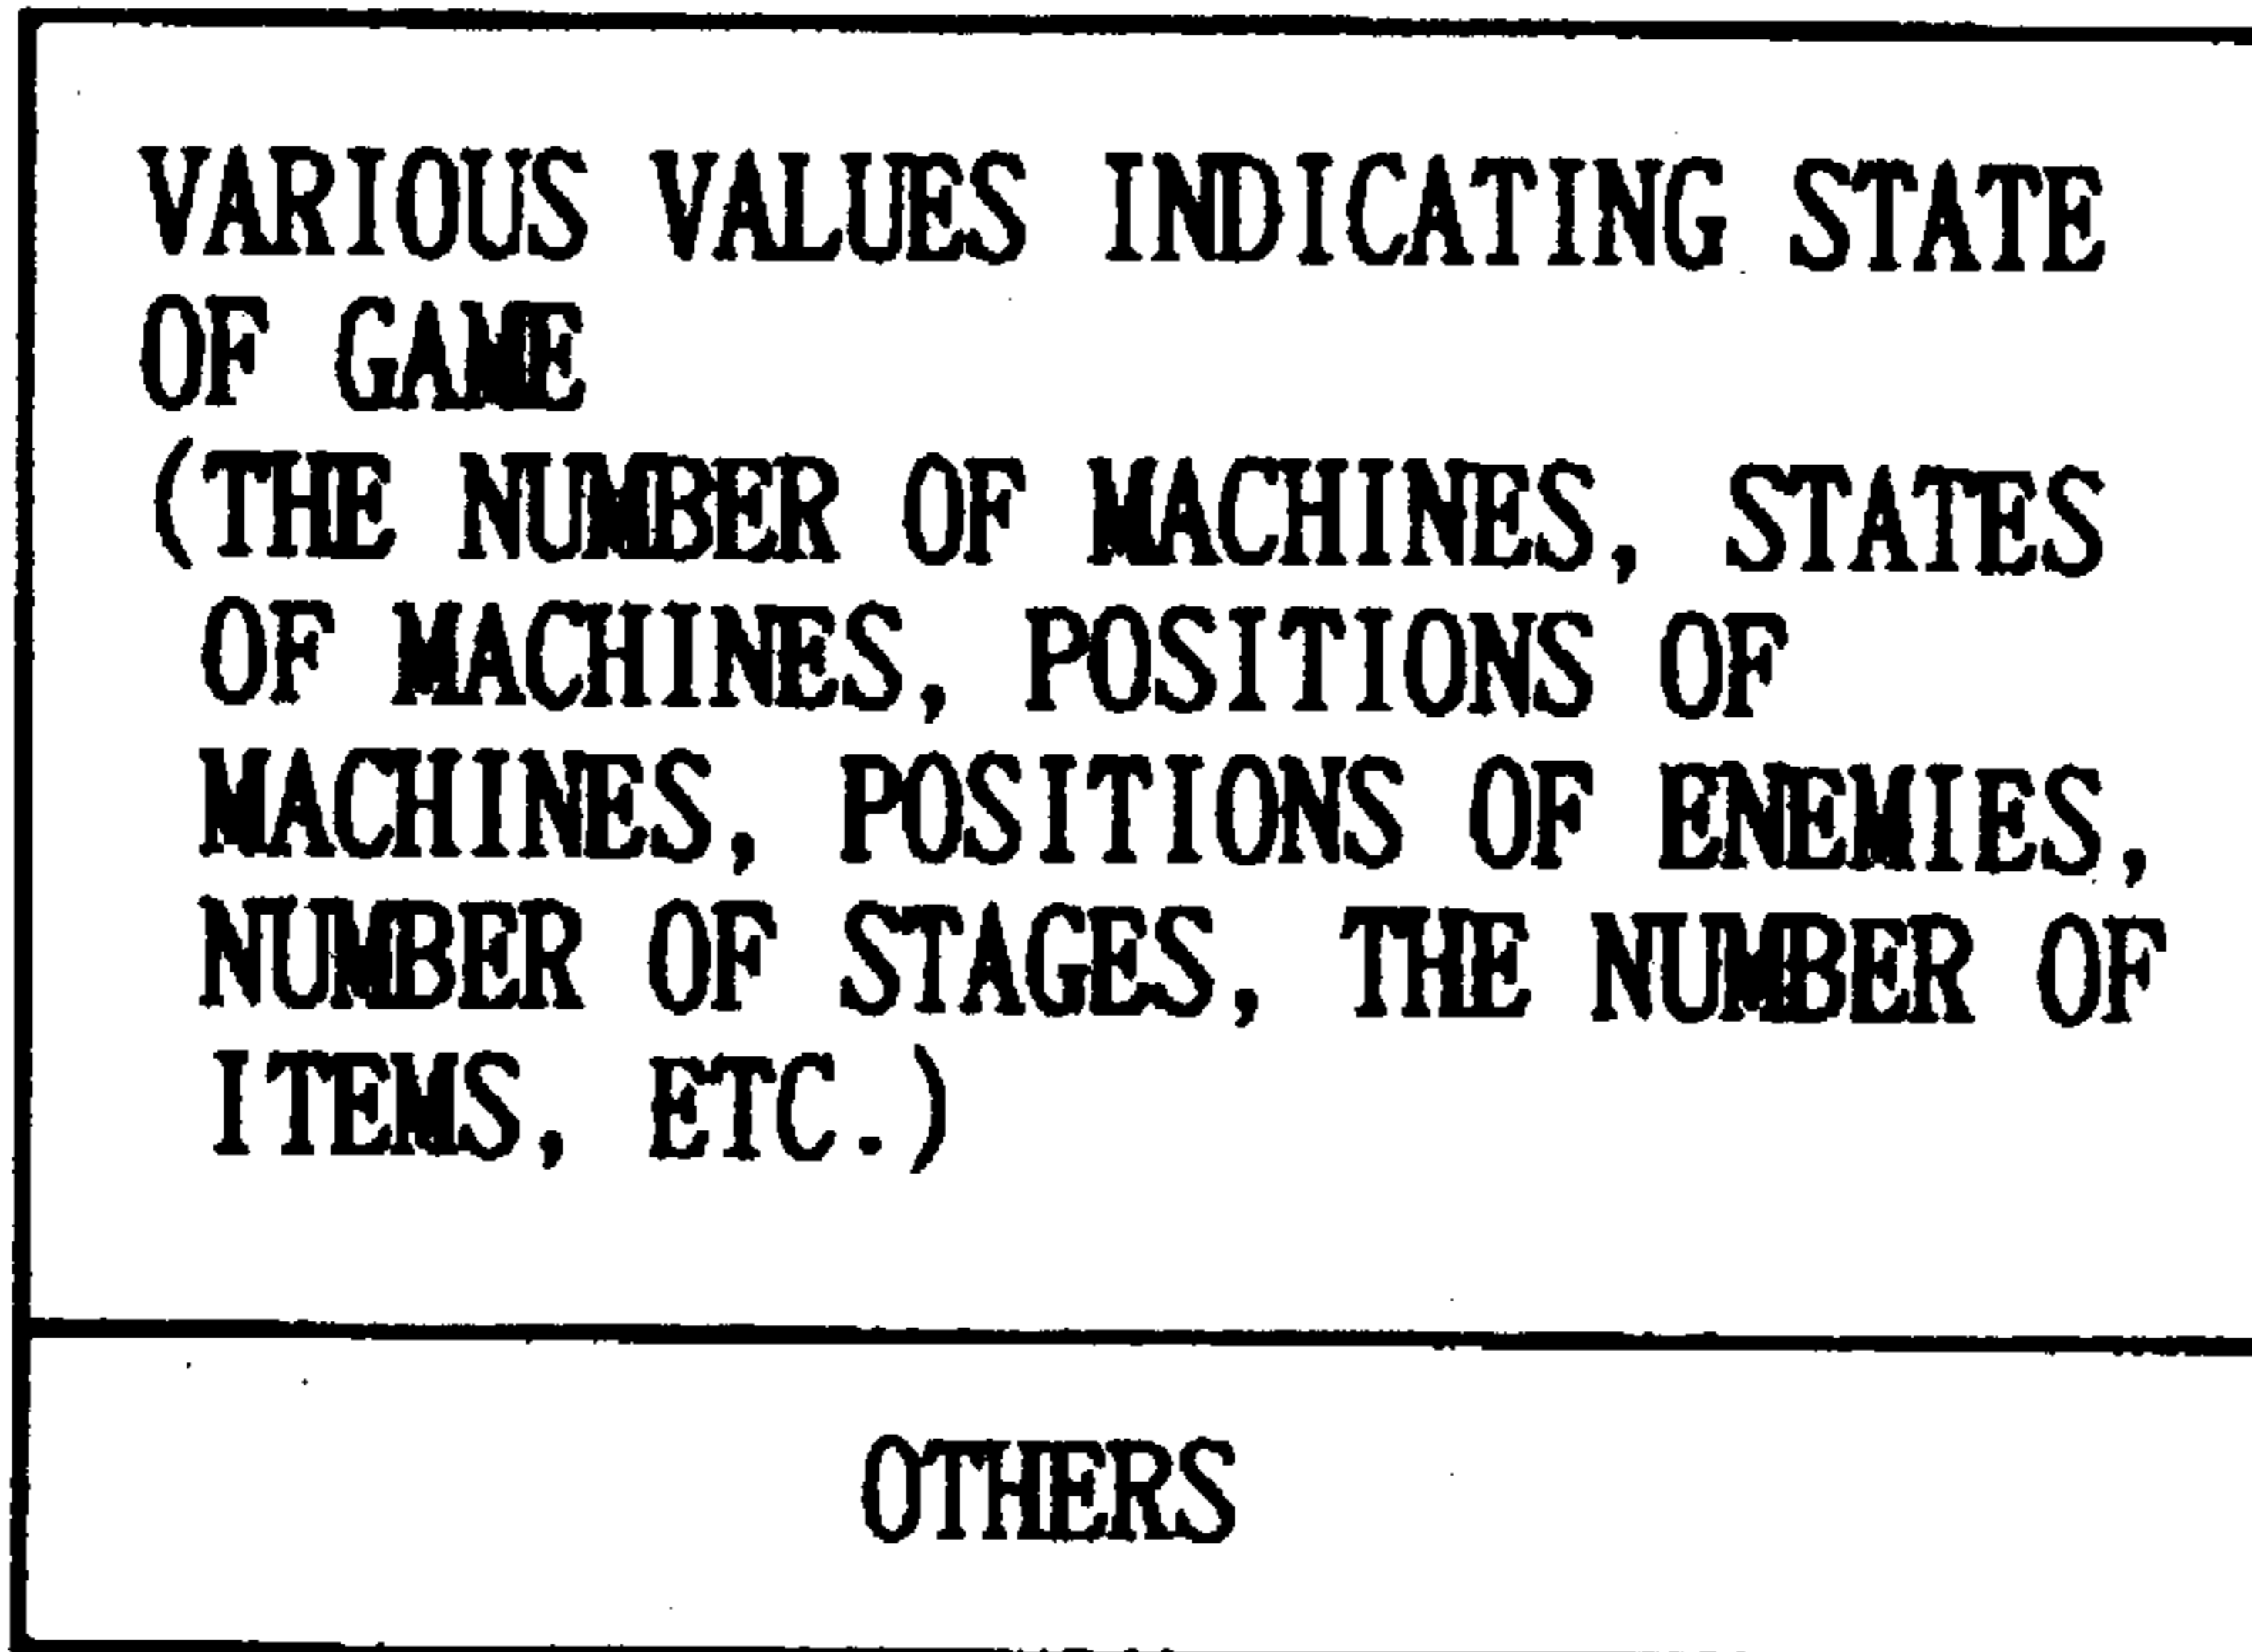 VARIOUS VALUES INDICATING STATE
OF GAME
(THE NUMBER OF MACHINES, STATES
OF MACHINES, POSITIONS OF
MACHINES, POSITIONS OF ENEMIES,
NUMBER OF STAGES, THE NUMBER OF
ITEMS, ETC.)
OTHERS